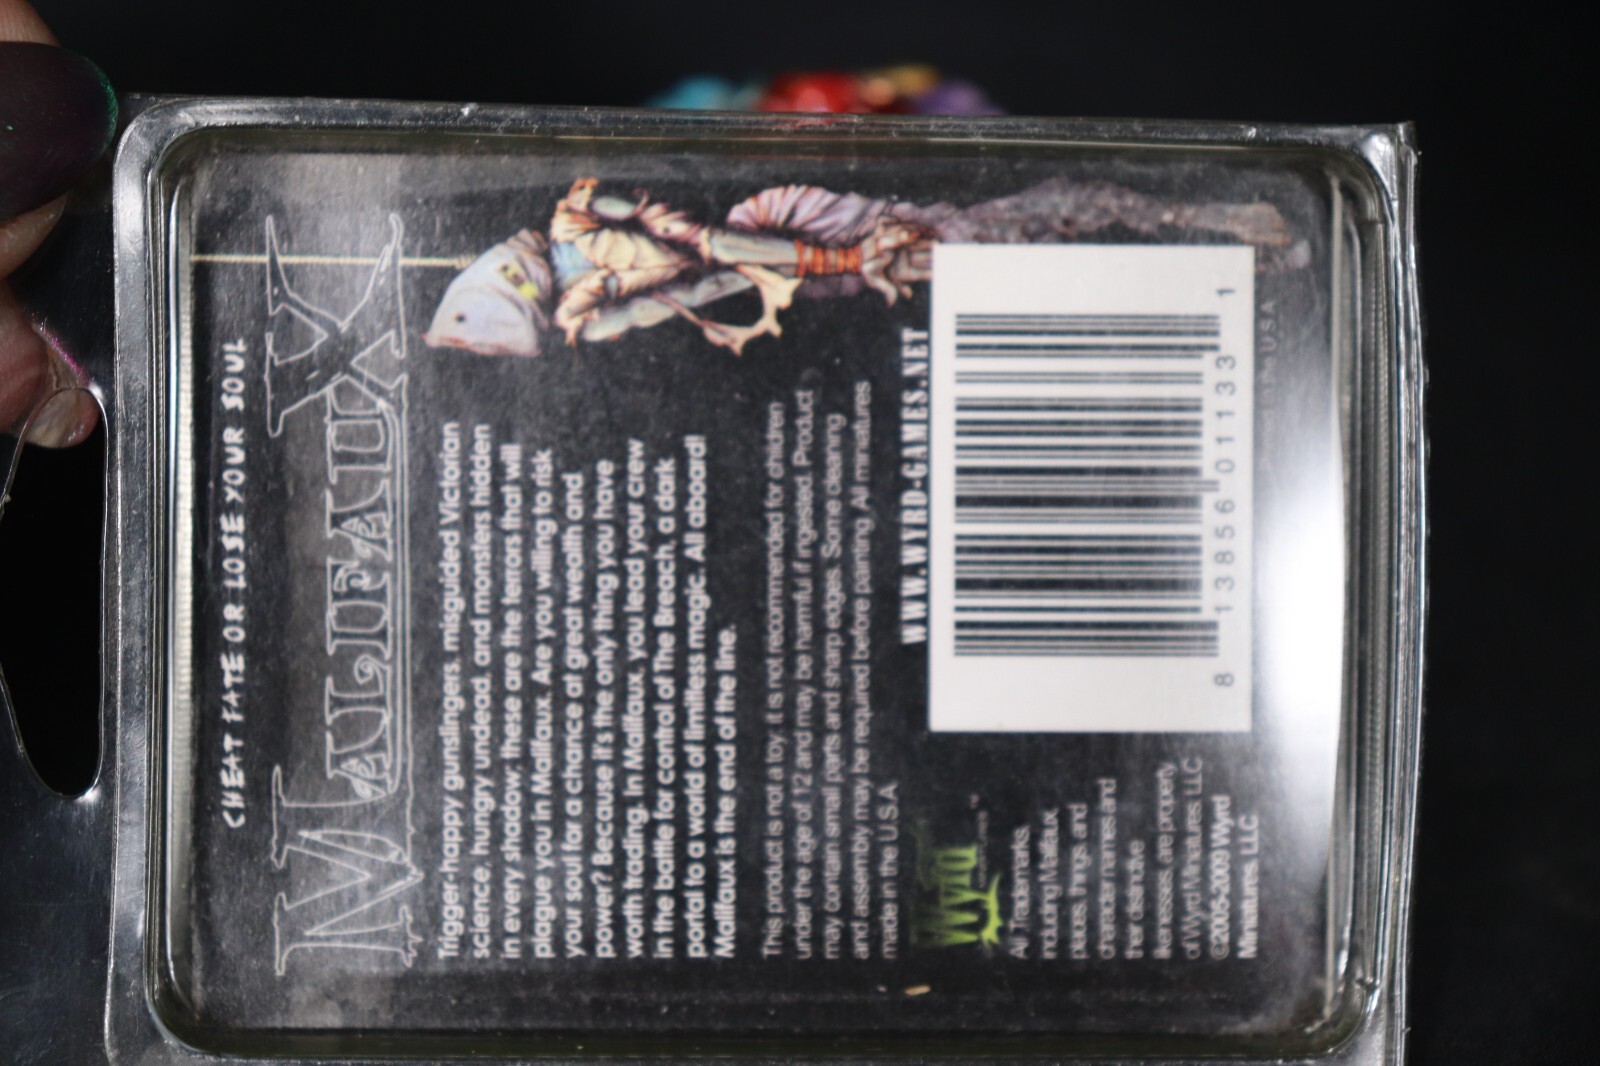 CHEAT FATE OR LOSE YOUR SOUL
MALIFAUX
Trigger-happy gunslingers, misguided Victorian
science, hungry undead, and monsters hidden
in every shadow; these are the terrors that will
plague you in Malifaux. Are you willing to risk
your soul for a chance at great wealth and
power? Because it's the only thing you have
worth trading. In Malifaux, you lead your crew
in the battle for control of The Breach, a dark
portal to a world of limitless magic. All aboard!
Malifaux is the end of the line.
This product is not a toy, it is not recommended for children
under the age of 12 and may be harmful if ingested. Product
may contain small parts and sharp edges. Some cleaning
and assembly may be required before painting. All miniatures
made in the U.S.A.
WWW.WYRD-GAMES.NET
Wyrd
All Trademarks,
including Malifaux,
places, things, and
character names and
their distinctive
likenesses, are property
of Wyrd Miniatures, LLC
©2005-2009 Wyrd
Miniatures, LLC
8 13856 01133 1
U S A